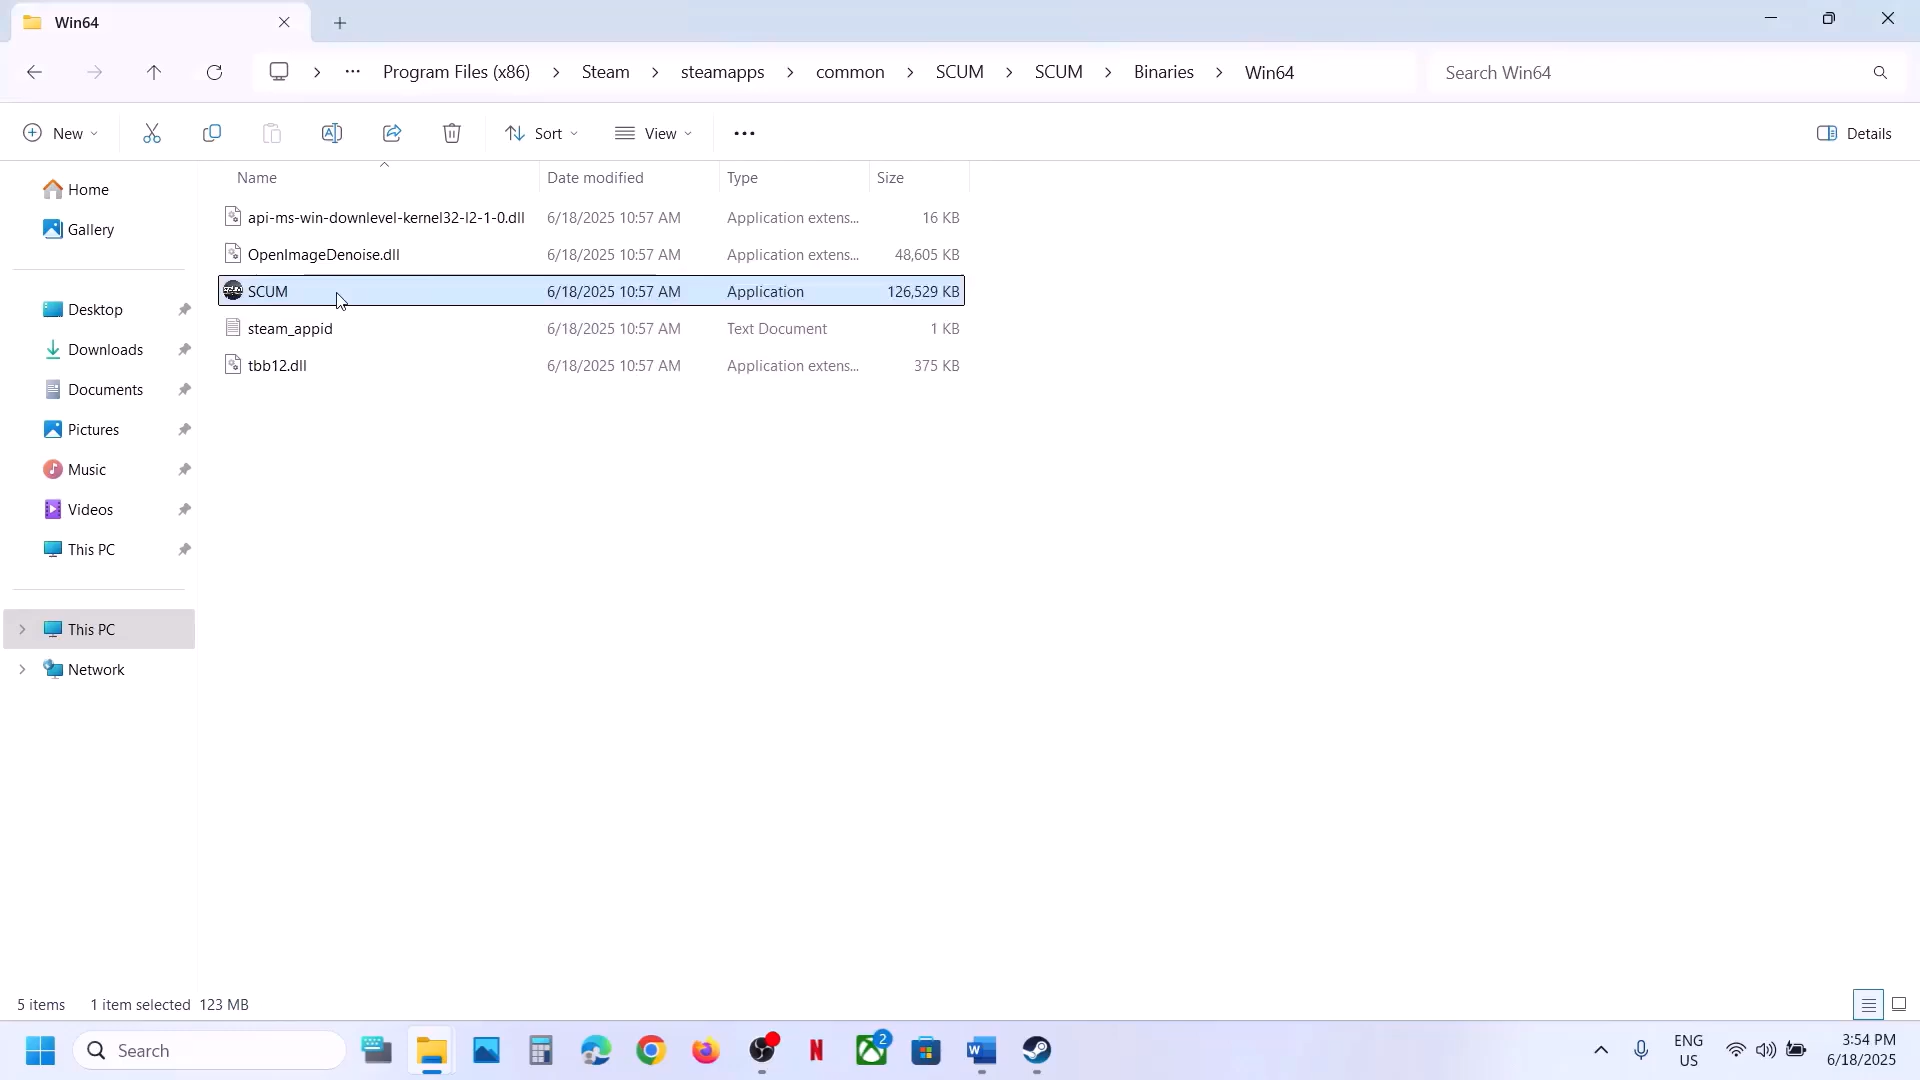 Win64
Program Files (x86) Steam steamapps common SCUM SCUM Binaries Win64
Search Win64
New Sort View Details
Name Date modified Type Size
api-ms-win-downlevel-kernel32-l2-1-0.dll 6/18/2025 10:57 AM Application extens... 16 KB
OpenImageDenoise.dll 6/18/2025 10:57 AM Application extens... 48,605 KB
SCUM 6/18/2025 10:57 AM Application 126,529 KB
steam_appid 6/18/2025 10:57 AM Text Document 1 KB
tbb12.dll 6/18/2025 10:57 AM Application extens... 375 KB
Home
Gallery
Desktop
Downloads
Documents
Pictures
Music
Videos
This PC
This PC
Network
5 items 1 item selected 123 MB
Search
2
ENG
US
3:54 PM
6/18/2025